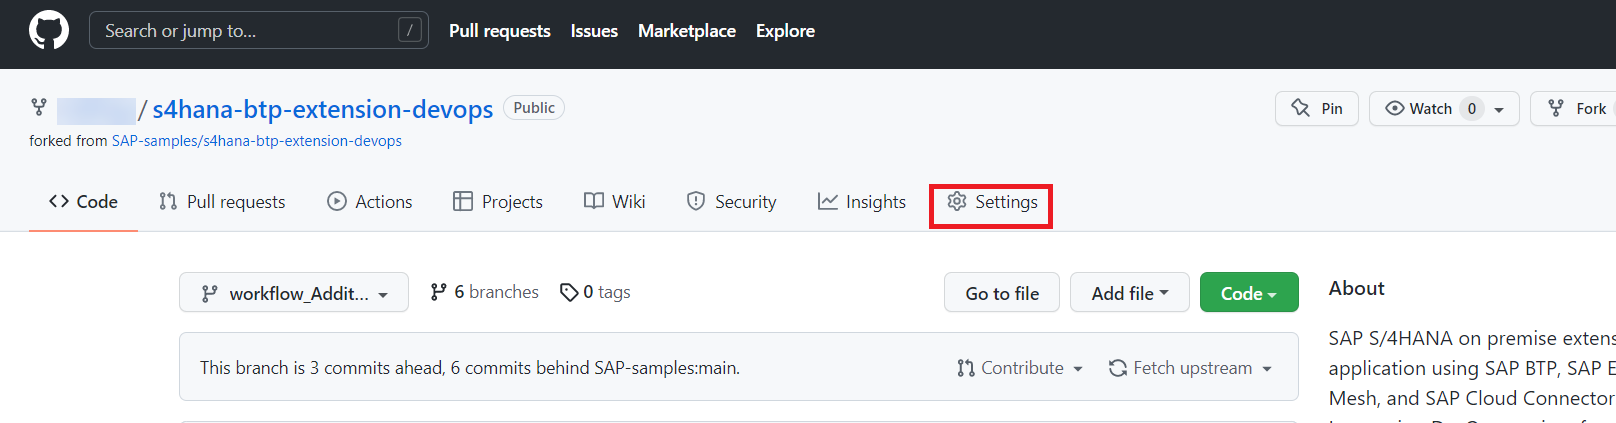 Search or jump to... / Pull requests Issues Marketplace Explore
/ s4hana-btp-extension-devops Public Pin Watch 0 Fork
forked from SAP-samples/s4hana-btp-extension-devops
Code Pull requests Actions Projects Wiki Security Insights Settings
workflow_Addit... 6 branches 0 tags Go to file Add file Code About
This branch is 3 commits ahead, 6 commits behind SAP-samples:main. Contribute Fetch upstream
SAP S/4HANA on premise extens
application using SAP BTP, SAP E
Mesh, and SAP Cloud Connector,